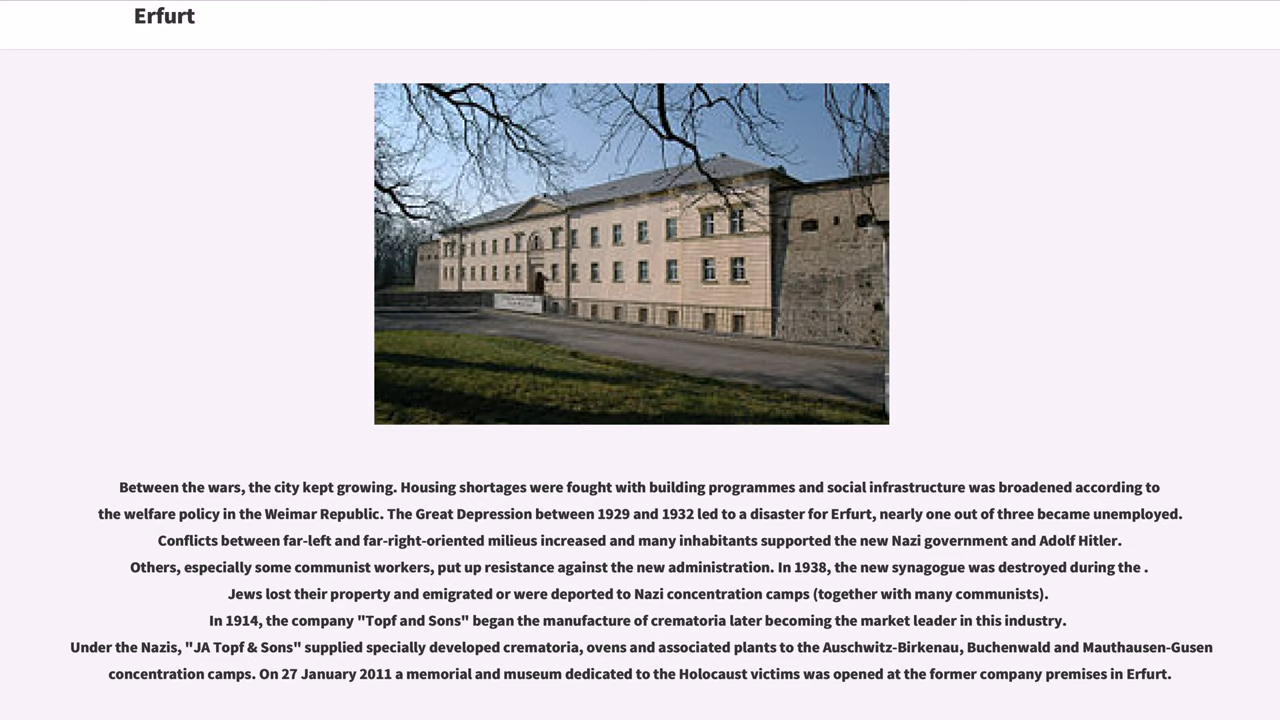 Erfurt
Between the wars, the city kept growing. Housing shortages were fought with building programmes and social infrastructure was broadened according to
the welfare policy in the Weimar Republic. The Great Depression between 1929 and 1932 led to a disaster for Erfurt, nearly one out of three became unemployed.
Conflicts between far-left and far-right-oriented milieus increased and many inhabitants supported the new Nazi government and Adolf Hitler.
Others, especially some communist workers, put up resistance against the new administration. In 1938, the new synagogue was destroyed during the .
Jews lost their property and emigrated or were deported to Nazi concentration camps (together with many communists).
In 1914, the company "Topf and Sons" began the manufacture of crematoria later becoming the market leader in this industry.
Under the Nazis, "JA Topf & Sons" supplied specially developed crematoria, ovens and associated plants to the Auschwitz-Birkenau, Buchenwald and Mauthausen-Gusen
concentration camps. On 27 January 2011 a memorial and museum dedicated to the Holocaust victims was opened at the former company premises in Erfurt.